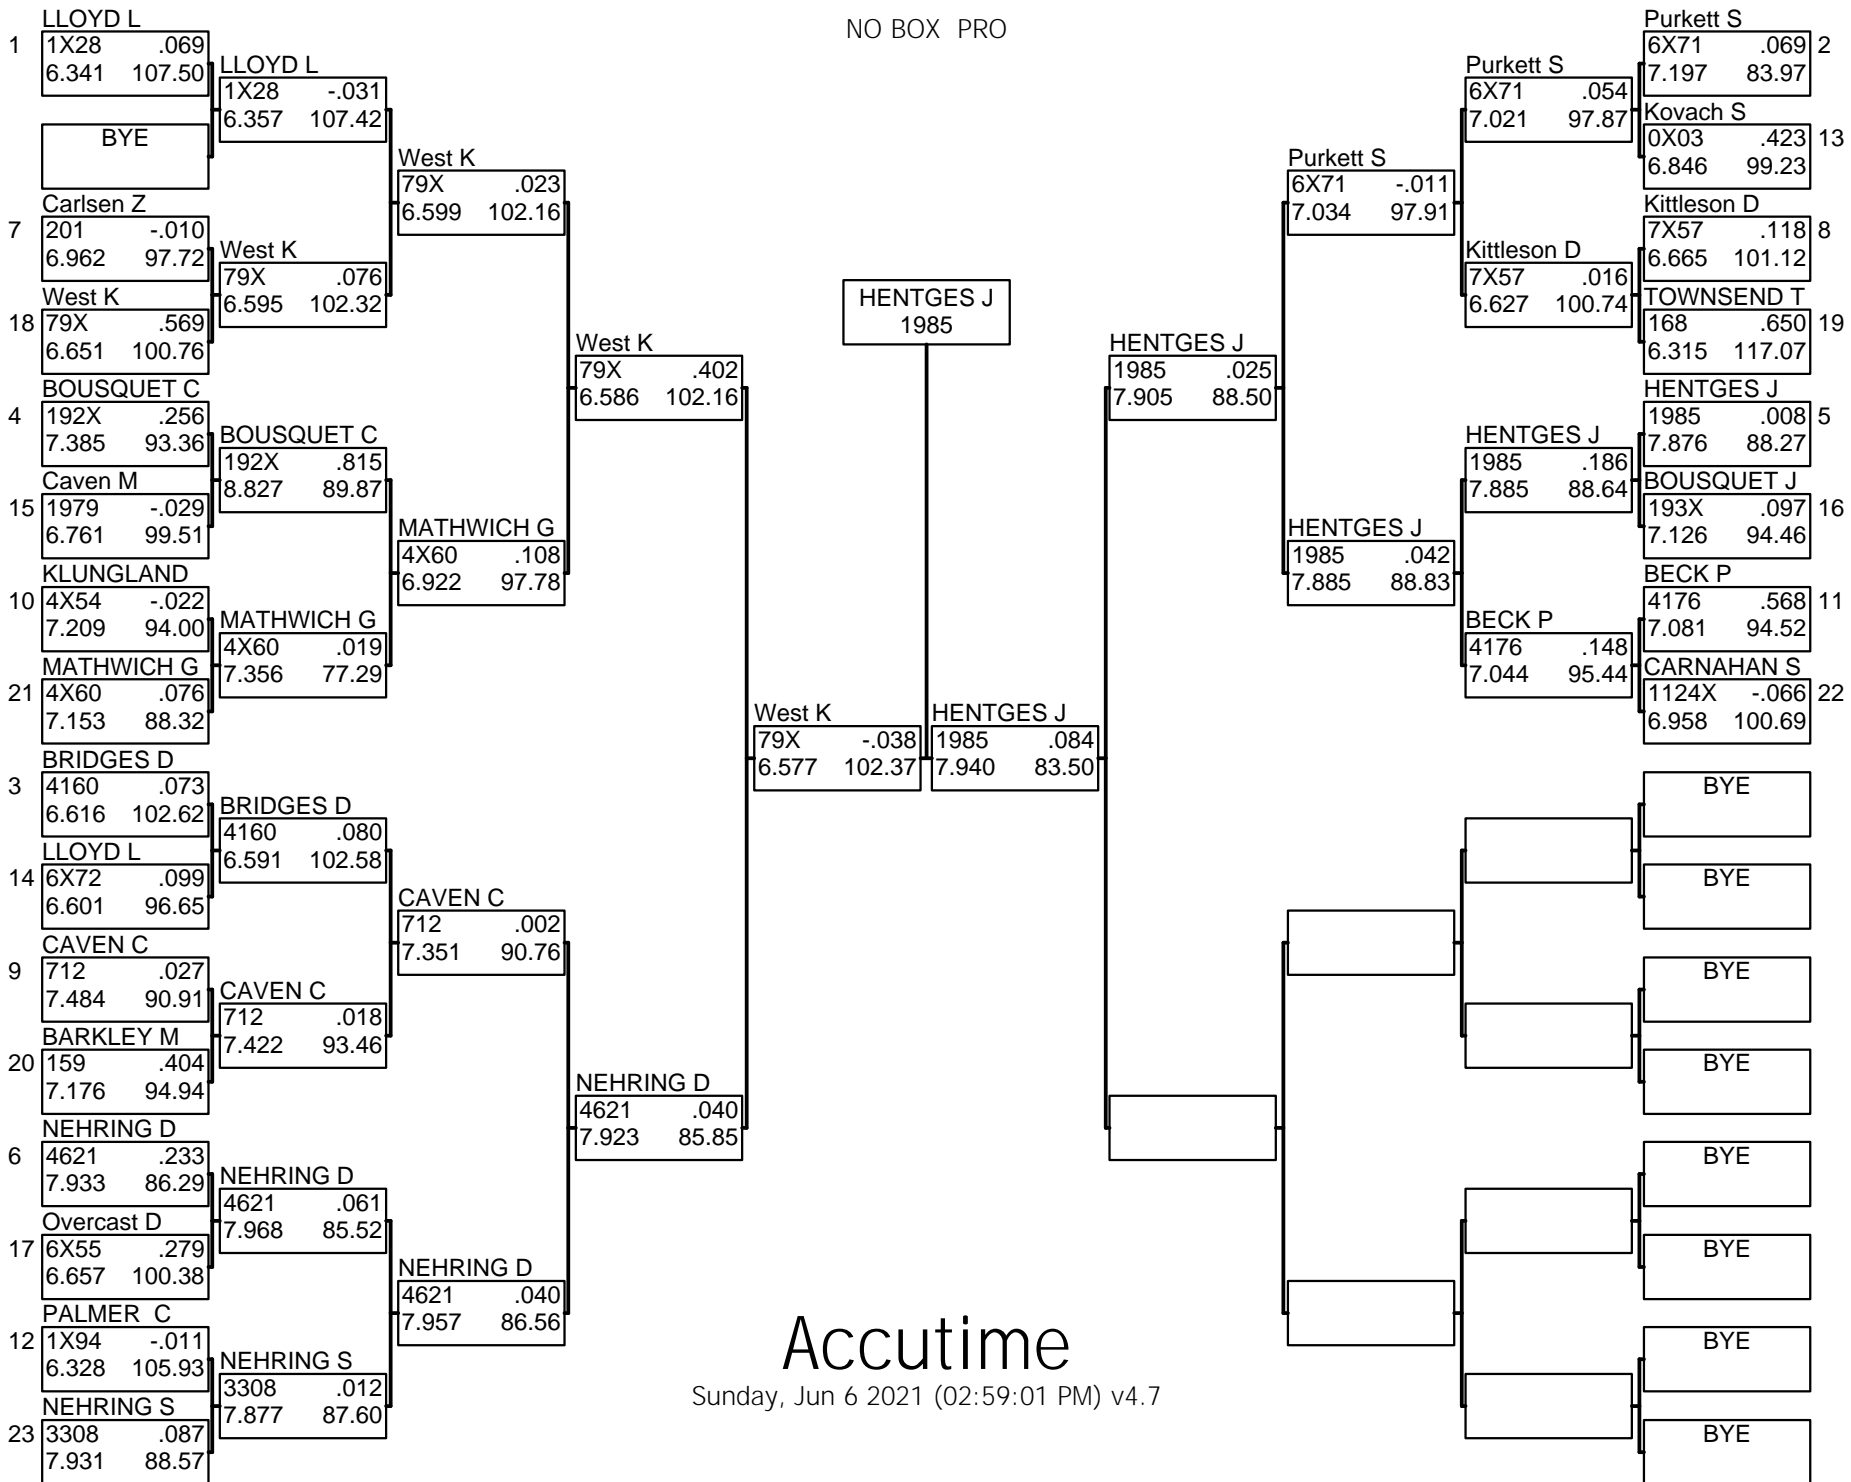 NO BOX PRO
LLOYD L
1 1X28 .069
6.341 107.50
BYE
Carlsen Z
7 201 -.010
6.962 97.72
West K
18 79X .569
6.651 100.76
BOUSQUET C
4 192X .256
7.385 93.36
Caven M
15 1979 -.029
6.761 99.51
KLUNGLAND
10 4X54 -.022
7.209 94.00
MATHWICH G
21 4X60 .076
7.153 88.32
BRIDGES D
3 4160 .073
6.616 102.62
LLOYD L
14 6X72 .099
6.601 96.65
CAVEN C
9 712 .027
7.484 90.91
BARKLEY M
20 159 .404
7.176 94.94
NEHRING D
6 4621 .233
7.933 86.29
Overcast D
17 6X55 .279
6.657 100.38
PALMER C
12 1X94 -.011
6.328 105.93
NEHRING S
23 3308 .087
7.931 88.57
LLOYD L
1X28 -.031
6.357 107.42
West K
79X .076
6.595 102.32
BOUSQUET C
192X .815
8.827 89.87
MATHWICH G
4X60 .019
7.356 77.29
BRIDGES D
4160 .080
6.591 102.58
CAVEN C
712 .018
7.422 93.46
NEHRING D
4621 .061
7.968 85.52
NEHRING S
3308 .012
7.877 87.60
West K
79X .023
6.599 102.16
MATHWICH G
4X60 .108
6.922 97.78
CAVEN C
712 .002
7.351 90.76
NEHRING D
4621 .040
7.957 86.56
West K
79X .402
6.586 102.16
NEHRING D
4621 .040
7.923 85.85
West K
79X -.038
6.577 102.37
HENTGES J
1985
HENTGES J
1985 .084
7.940 83.50
HENTGES J
1985 .025
7.905 88.50
Purkett S
6X71 -.011
7.034 97.91
HENTGES J
1985 .042
7.885 88.83
Purkett S
6X71 .054
7.021 97.87
Kittleson D
7X57 .016
6.627 100.74
HENTGES J
1985 .186
7.885 88.64
BECK P
4176 .148
7.044 95.44
Purkett S
6X71 .069 2
7.197 83.97
Kovach S
0X03 .423 13
6.846 99.23
Kittleson D
7X57 .118 8
6.665 101.12
TOWNSEND T
168 .650 19
6.315 117.07
HENTGES J
1985 .008 5
7.876 88.27
BOUSQUET J
193X .097 16
7.126 94.46
BECK P
4176 .568 11
7.081 94.52
CARNAHAN S
1124X -.066 22
6.958 100.69
BYE
BYE
BYE
BYE
BYE
BYE
BYE
BYE
Accutime
Sunday, Jun 6 2021 (02:59:01 PM) v4.7